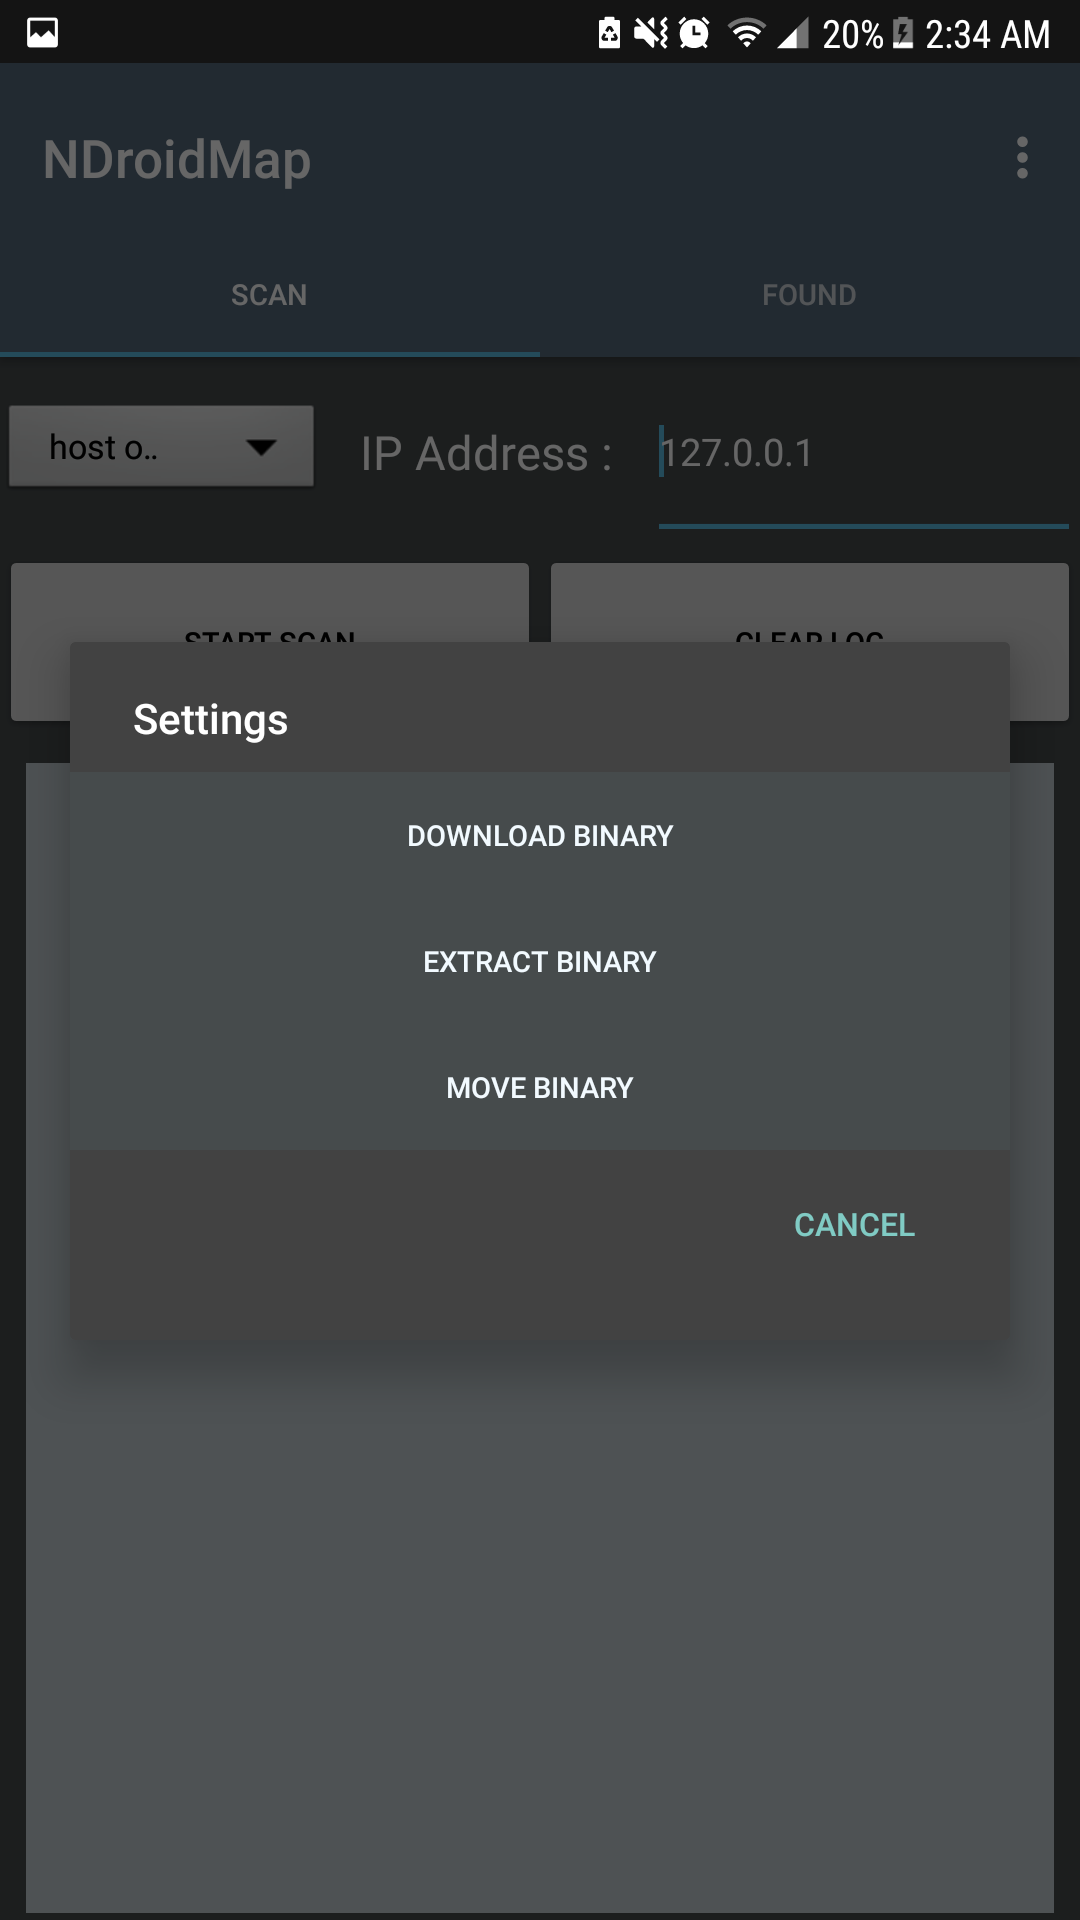 20% 2:34 AM
NDroidMap
SCAN FOUND
host o.. IP Address : 127.0.0.1
START SCAN CLEAR LOG
Settings
DOWNLOAD BINARY
EXTRACT BINARY
MOVE BINARY
CANCEL